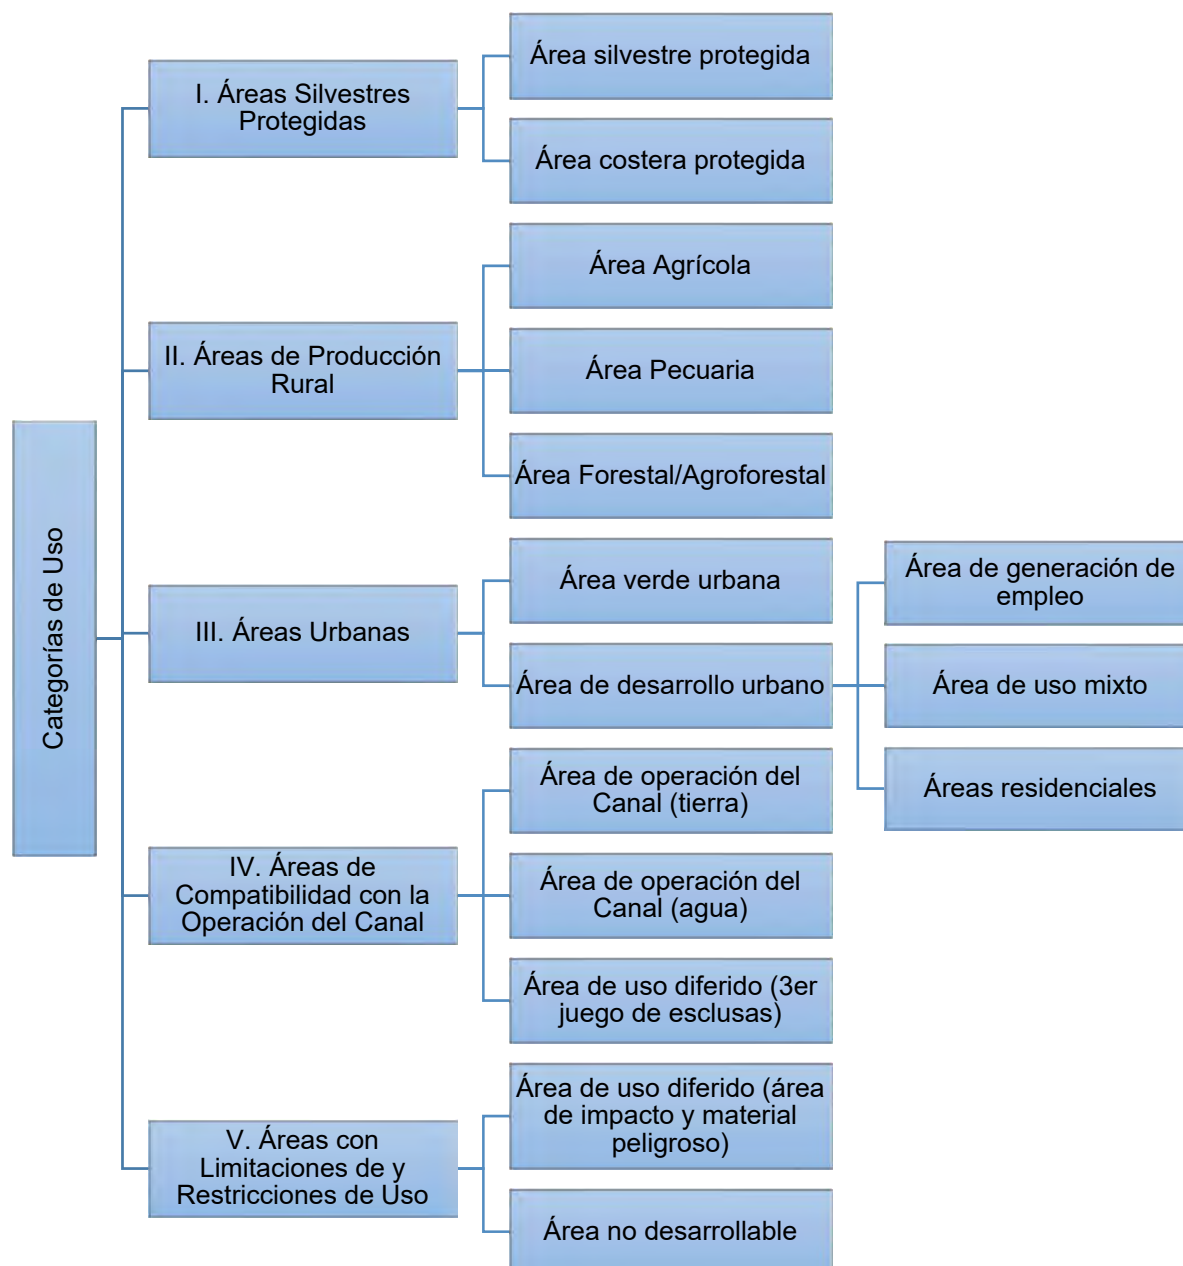 Categorías de Uso
I. Áreas Silvestres
Protegidas
Área silvestre protegida
Área costera protegida
II. Áreas de Producción
Rural
Área Agrícola
Área Pecuaria
Área Forestal/Agroforestal
III. Áreas Urbanas
Área verde urbana
Área de desarrollo urbano
Área de generación de
empleo
Área de uso mixto
Áreas residenciales
IV. Áreas de
Compatibilidad con la
Operación del Canal
Área de operación del
Canal (tierra)
Área de operación del
Canal (agua)
Área de uso diferido (3er
juego de esclusas)
V. Áreas con
Limitaciones de y
Restricciones de Uso
Área de uso diferido (área
de impacto y material
peligroso)
Área no desarrollable